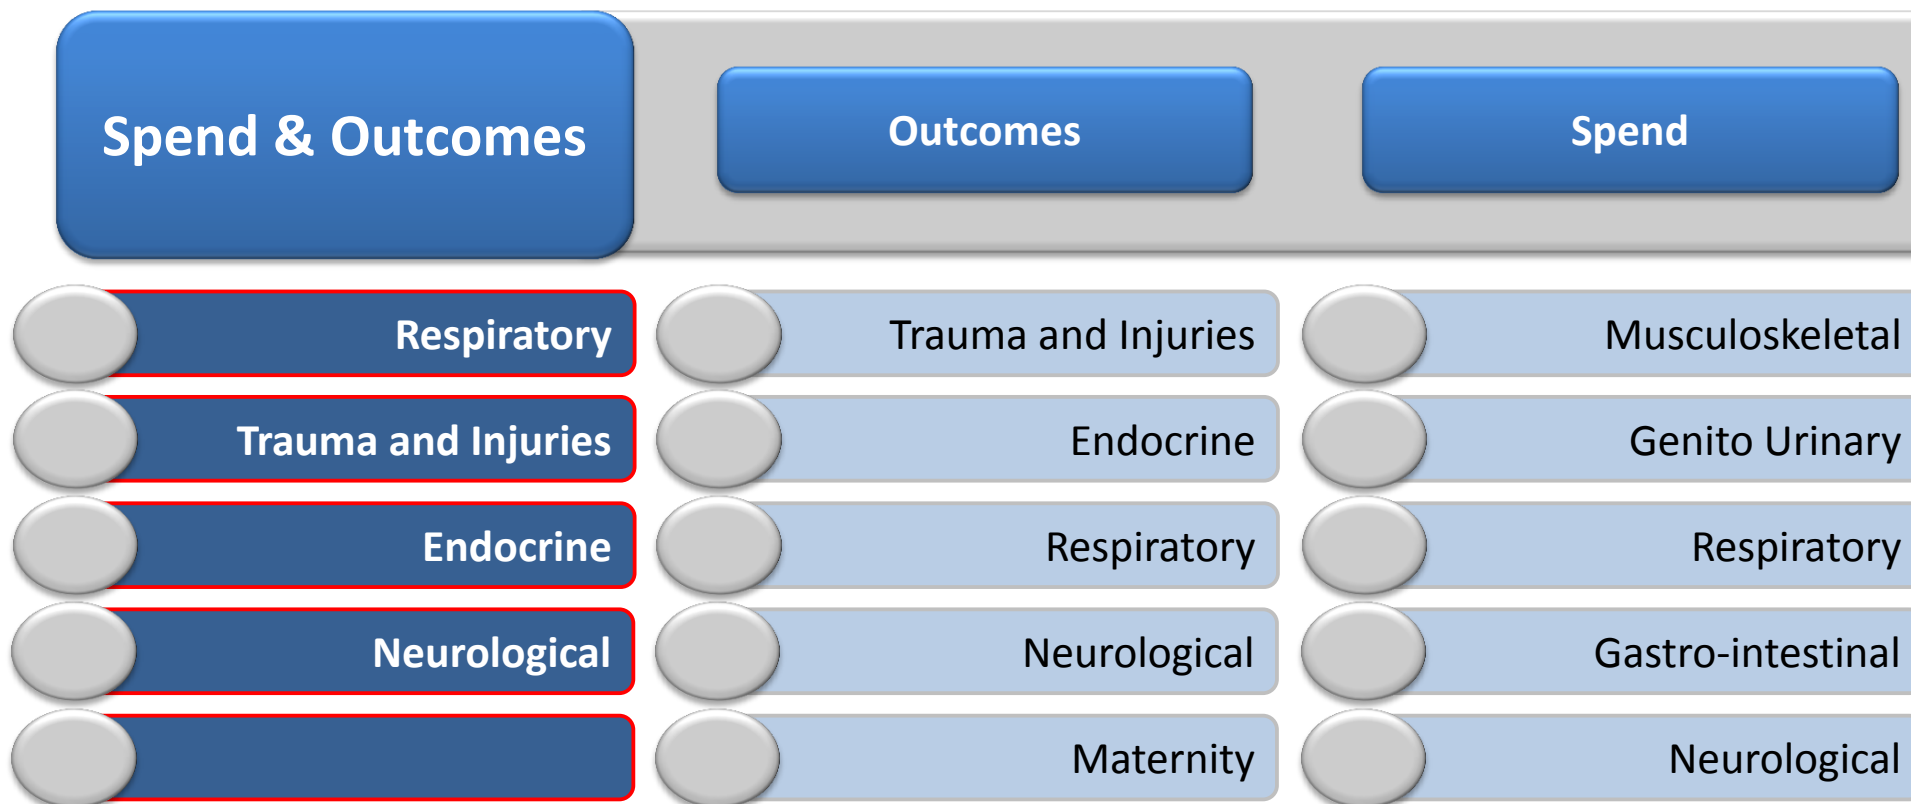 Spend & Outcomes
Outcomes
Spend
Respiratory
Trauma and Injuries
Musculoskeletal
Trauma and Injuries
Endocrine
Genito Urinary
Endocrine
Respiratory
Respiratory
Neurological
Neurological
Gastro-intestinal
Maternity
Neurological